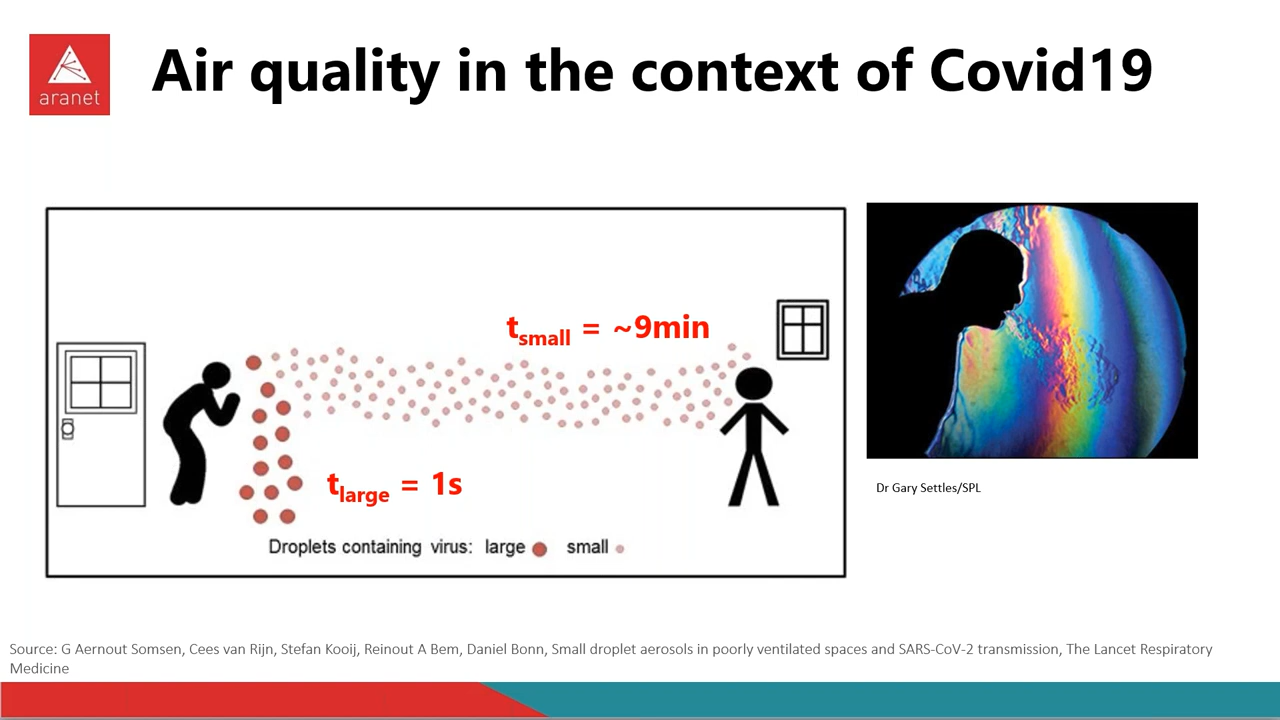 aranet
Air quality in the context of Covid19
t_small = ~9min
t_large = 1s
Droplets containing virus: large small
Dr Gary Settles/SPL
Source: G Aernout Somsen, Cees van Rijn, Stefan Kooij, Reinout A Bem, Daniel Bonn, Small droplet aerosols in poorly ventilated spaces and SARS-CoV-2 transmission, The Lancet Respiratory
Medicine